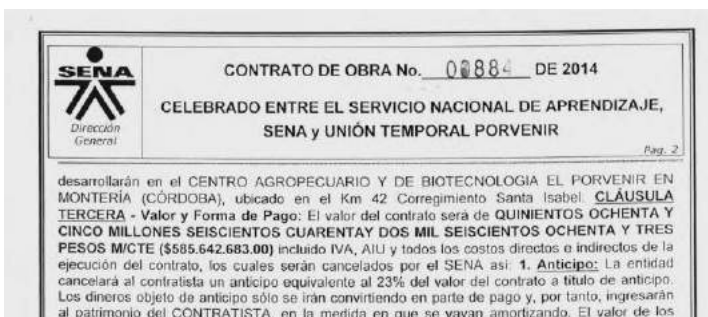 SENA
Dirección
General
CONTRATO DE OBRA No. 00884 DE 2014
CELEBRADO ENTRE EL SERVICIO NACIONAL DE APRENDIZAJE,
SENA y UNIÓN TEMPORAL PORVENIR
Pag. 2
desarrollarán en el CENTRO AGROPECUARIO Y DE BIOTECNOLOGIA EL PORVENIR EN
MONTERÍA (CÓRDOBA), ubicado en el Km 42 Corregimiento Santa Isabel. CLÁUSULA
TERCERA - Valor y Forma de Pago: El valor del contrato será de QUINIENTOS OCHENTA Y
CINCO MILLONES SEISCIENTOS CUARENTAY DOS MIL SEISCIENTOS OCHENTA Y TRES
PESOS M/CTE ($585.642.683.00) incluido IVA, AIU y todos los costos directos e indirectos de la
ejecución del contrato, los cuales serán cancelados por el SENA asi: 1. Anticipo: La entidad
cancelará al contratista un anticipo equivalente al 23% del valor del contrato a titulo de anticipo.
Los dineros objeto de anticipo sólo se irán convirtiendo en parte de pago y, por tanto, ingresarán
al patrimonio del CONTRATISTA, en la medida en que se vayan amortizando. El valor de los